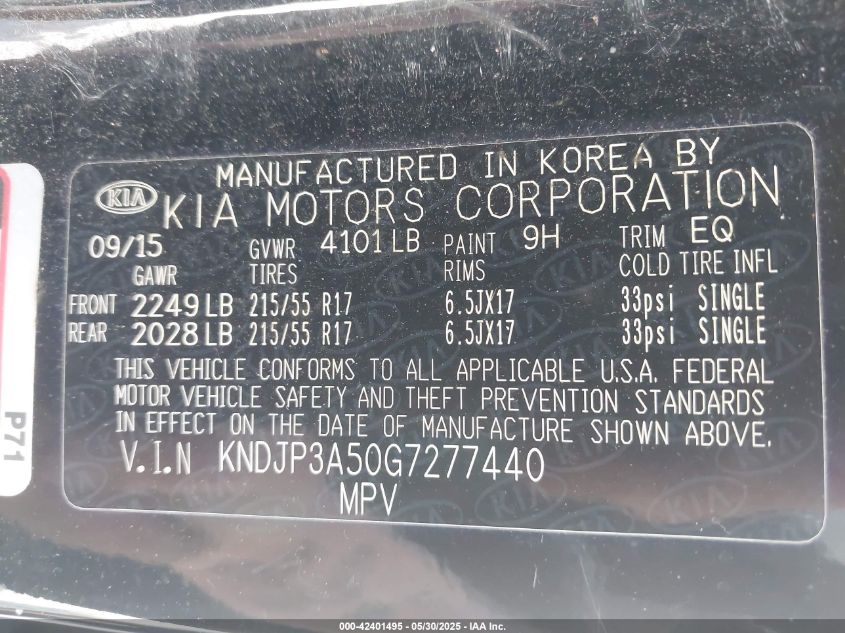 MANUFACTURED IN KOREA BY
KIA KIA MOTORS CORPORATION
09/15 GVWR 4101 LB PAINT 9H TRIM EQ
GAWR TIRES RIMS COLD TIRE INFL
FRONT 2249 LB 215/55 R17 6.5JX17 33psi SINGLE
REAR 2028 LB 215/55 R17 6.5JX17 33psi SINGLE
THIS VEHICLE CONFORMS TO ALL APPLICABLE U.S.A. FEDERAL
MOTOR VEHICLE SAFETY AND THEFT PREVENTION STANDARDS
IN EFFECT ON THE DATE OF MANUFACTURE SHOWN ABOVE.
V.I.N KNDJP3A50G7277440
MPV
P71
000-42401495 - 05/30/2025 - IAA Inc.